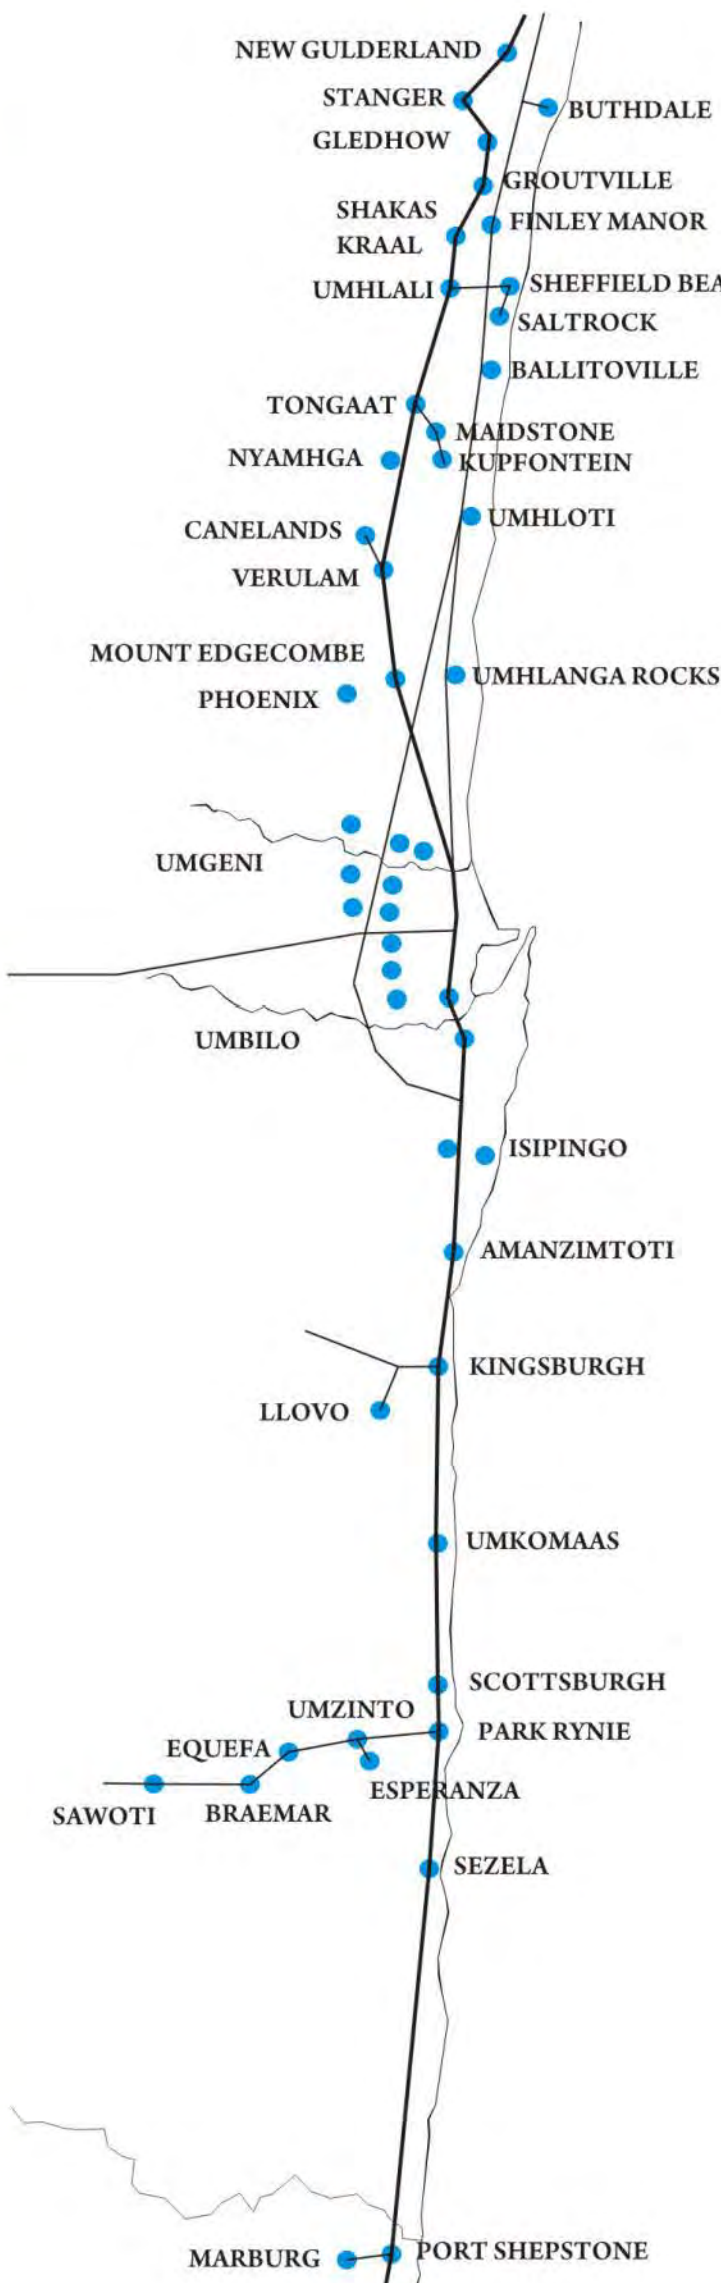 NEW GULDERLAND
STANGER
BUTHDALE
GLEDHOW
GROUTVILLE
SHAKAS
KRAAL
FINLEY MANOR
UMHLALI
SHEFFIELD BEA
SALTROCK
BALLITOVILLE
TONGAAT
MAIDSTONE
NYAMHGA
KUPFONTEIN
UMHLOTI
CANELANDS
VERULAM
MOUNT EDGECOMBE
UMHLANGA ROCKS
PHOENIX
UMGENI
UMBILO
ISIPINGO
AMANZIMTOTI
KINGSBURGH
LLOVO
UMKOMAAS
SCOTTSBURGH
UMZINTO
PARK RYNIE
EQUEFA
ESPERANZA
SAWOTI
BRAEMAR
SEZELA
MARBURG
PORT SHEPSTONE